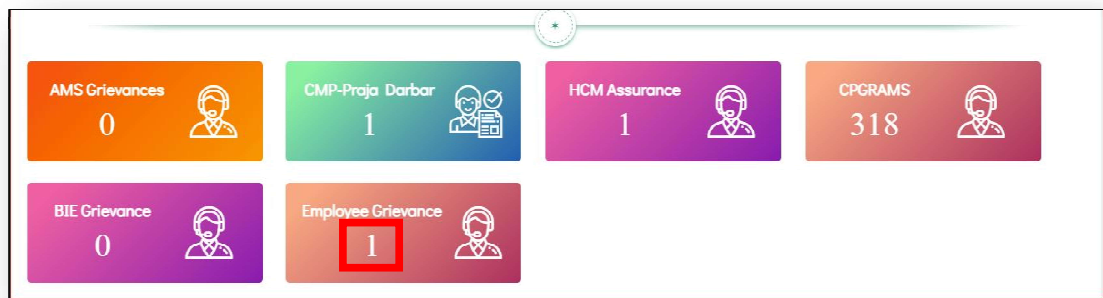 AMS Grievances
0
CMP-Praja Darbar
1
HCM Assurance
1
CPGRAMS
318
BIE Grievance
0
Employee Grievance
1